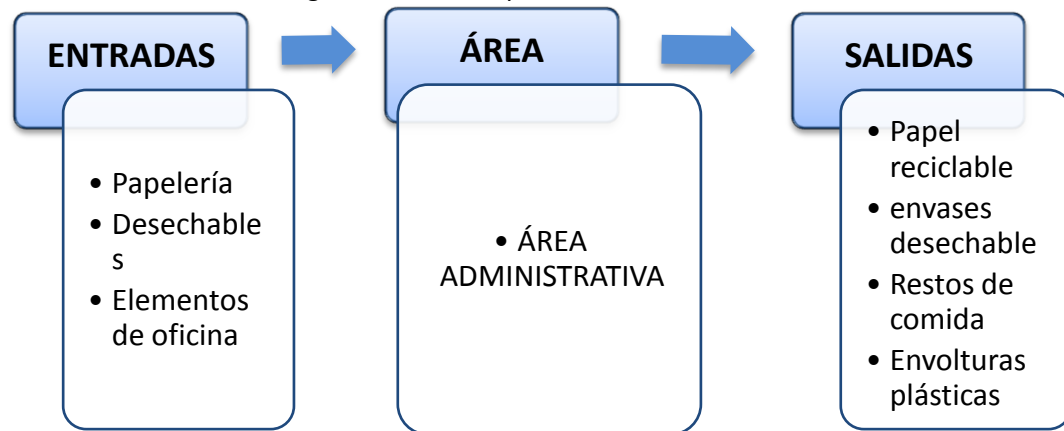 ENTRADAS
• Papelería
• Desechable
s
• Elementos
de oficina
ÁREA
• ÁREA
ADMINISTRATIVA
SALIDAS
• Papel
reciclable
• envases
desechable
• Restos de
comida
• Envolturas
plásticas